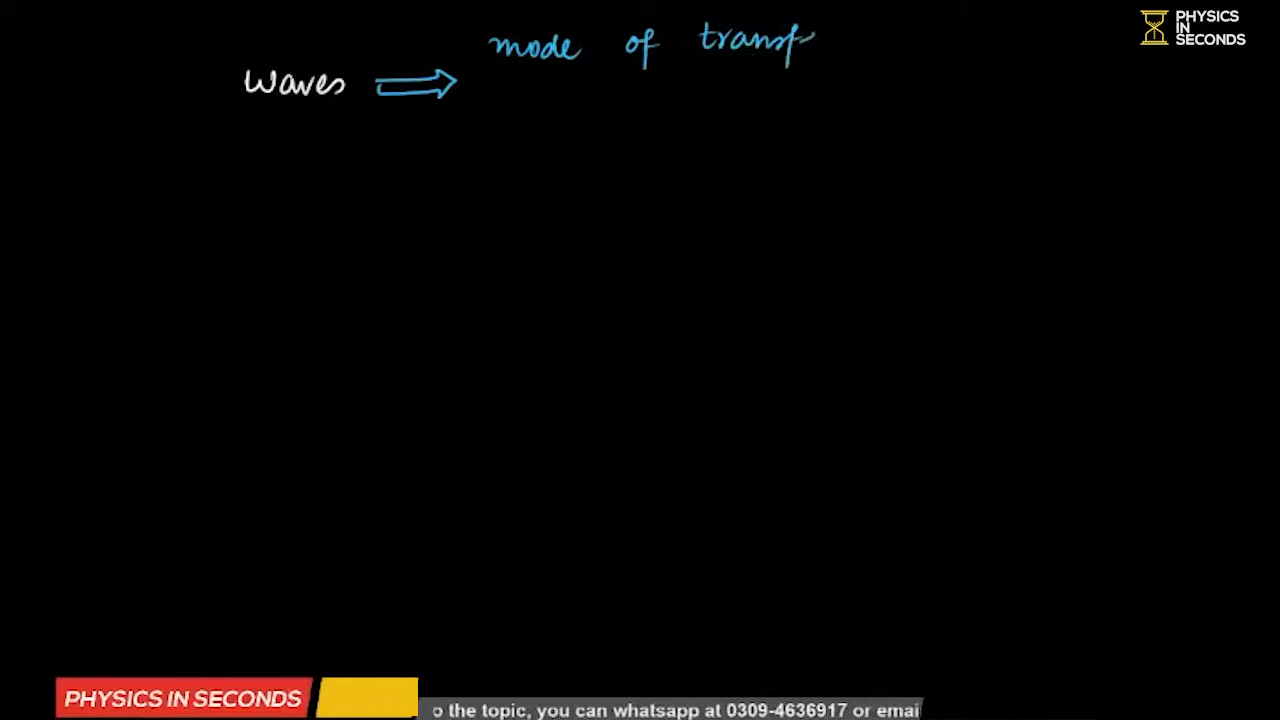 mode of transf
Waves
PHYSICS
IN
SECONDS
PHYSICS IN SECONDS
o the topic, you can whatsapp at 0309-4636917 or emai